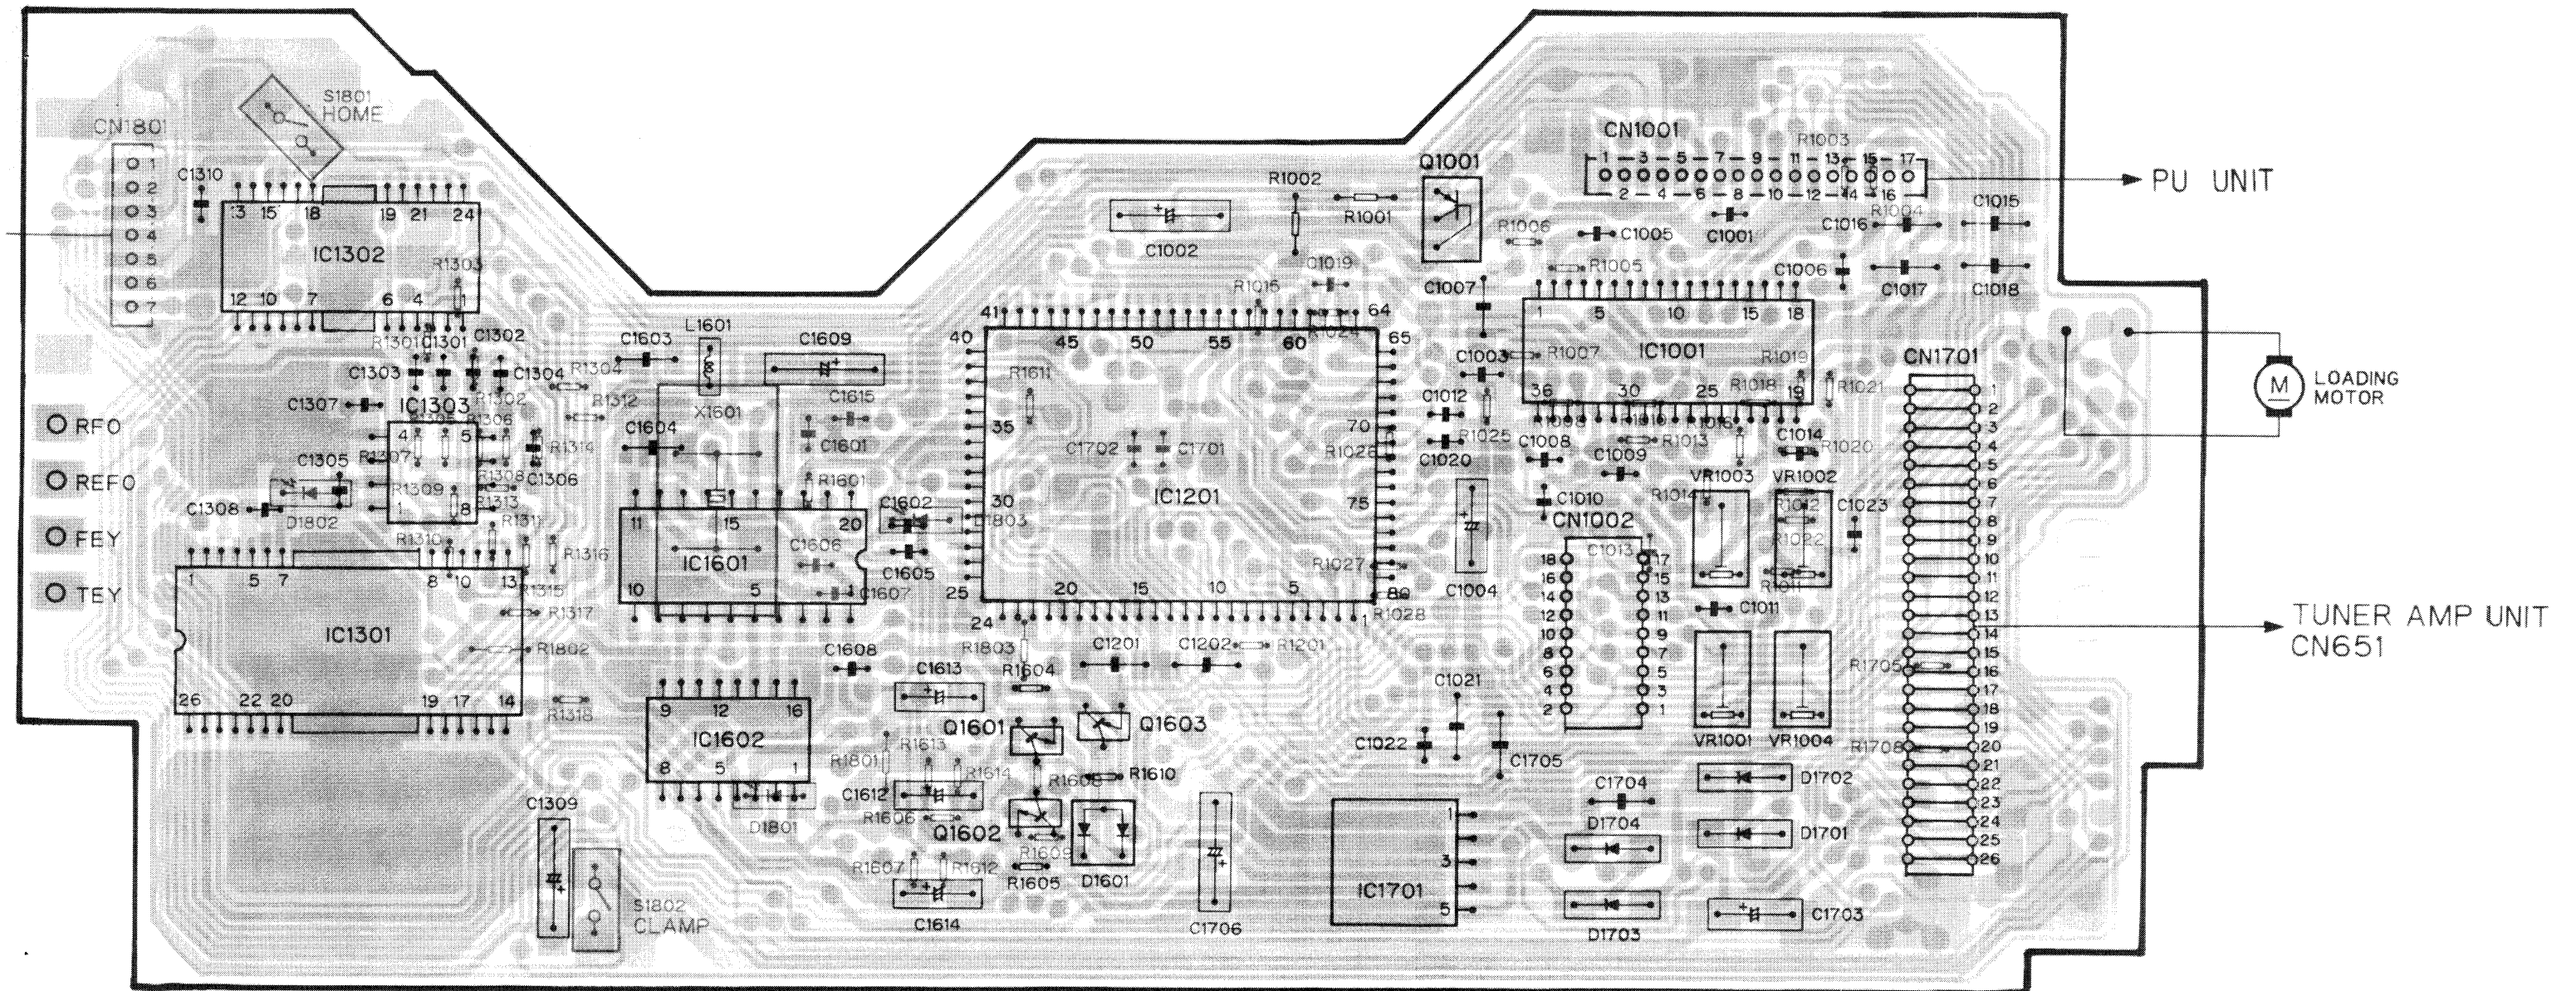 S1801
HOME
CN1801
1
2
3
4
5
6
7
C1310
13 15 18 19 21 24
IC1302
R1303
12 10 7 6 4 1
R1301 C1301 C1302
C1303 C1304
R1302
C1307
IC1303
R1305 R1306
4 5
R1307
R1304
R1312
R1314
C1305
R1308 C1306
R1309
1 8
R1313
C1308
D1802
R1311
R1310
R1316
RFO
REFO
FEY
TEY
1 5 7 8 10 13
R1315
R1317
IC1301
R1802
26 22 20 19 17 14
R1318
C1309
S1802
CLAMP
C1603
L1601
C1609
X1601
C1615
C1604
C1601
R1601
11 15 20
C1602
D1803
IC1601
C1606
C1605
10 5 1
C1607
C1608
9 12 16
IC1602
8 5 1
D1801
C1613
R1803
R1604
Q1601
Q1603
R1801
R1613
R1614
R1608
R1610
C1612
R1606
Q1602
R1609
R1607
R1612
R1605
D1601
C1614
C1706
C1002
R1002
R1001
Q1001
Q1019
R1015
41 45 50 55 60 64
R1024
40 65
R1611
35 70
C1702 C1701
R1026
IC1201
30 75
R1027
25 20 15 10 5 80
24 1
R1028
C1201
C1202
R1201
CN1001
R1003
1 3 5 7 9 11 13 15 17
2 4 6 8 10 12 14 16
PU UNIT
R1006
C1005
C1001
C1016
R1004
C1015
R1005
C1006
C1017
C1018
C1007
1 5 10 15 18
C1003
R1007
IC1001
R1019
36 30 25 19
R1018
R1021
C1012
R1025
C1020
R1008
R1010
R1013
R1016
C1008
C1009
C1014
R1020
VR1003
VR1002
C1010
R1014
R1012
C1023
C1004
CN1002
C1013
R1022
R1011
18 17
16 15
14 13
12 11
10 9
8 7
6 5
4 3
2 1
C1011
C1021
C1022
C1705
VR1001
VR1004
D1702
C1704
D1704
D1701
IC1701
1
3
5
D1703
C1703
CN1701
1
2
3
4
5
6
7
8
9
10
11
12
13
14
15
16
17
18
19
20
21
22
23
24
25
26
R1705
R1708
M
LOADING
MOTOR
TUNER AMP UNIT
CN651